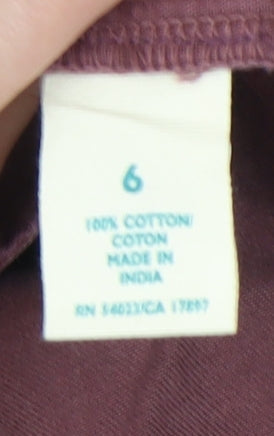 6
100% COTTON/
COTON
MADE IN
INDIA
RN 54023/CA 17897